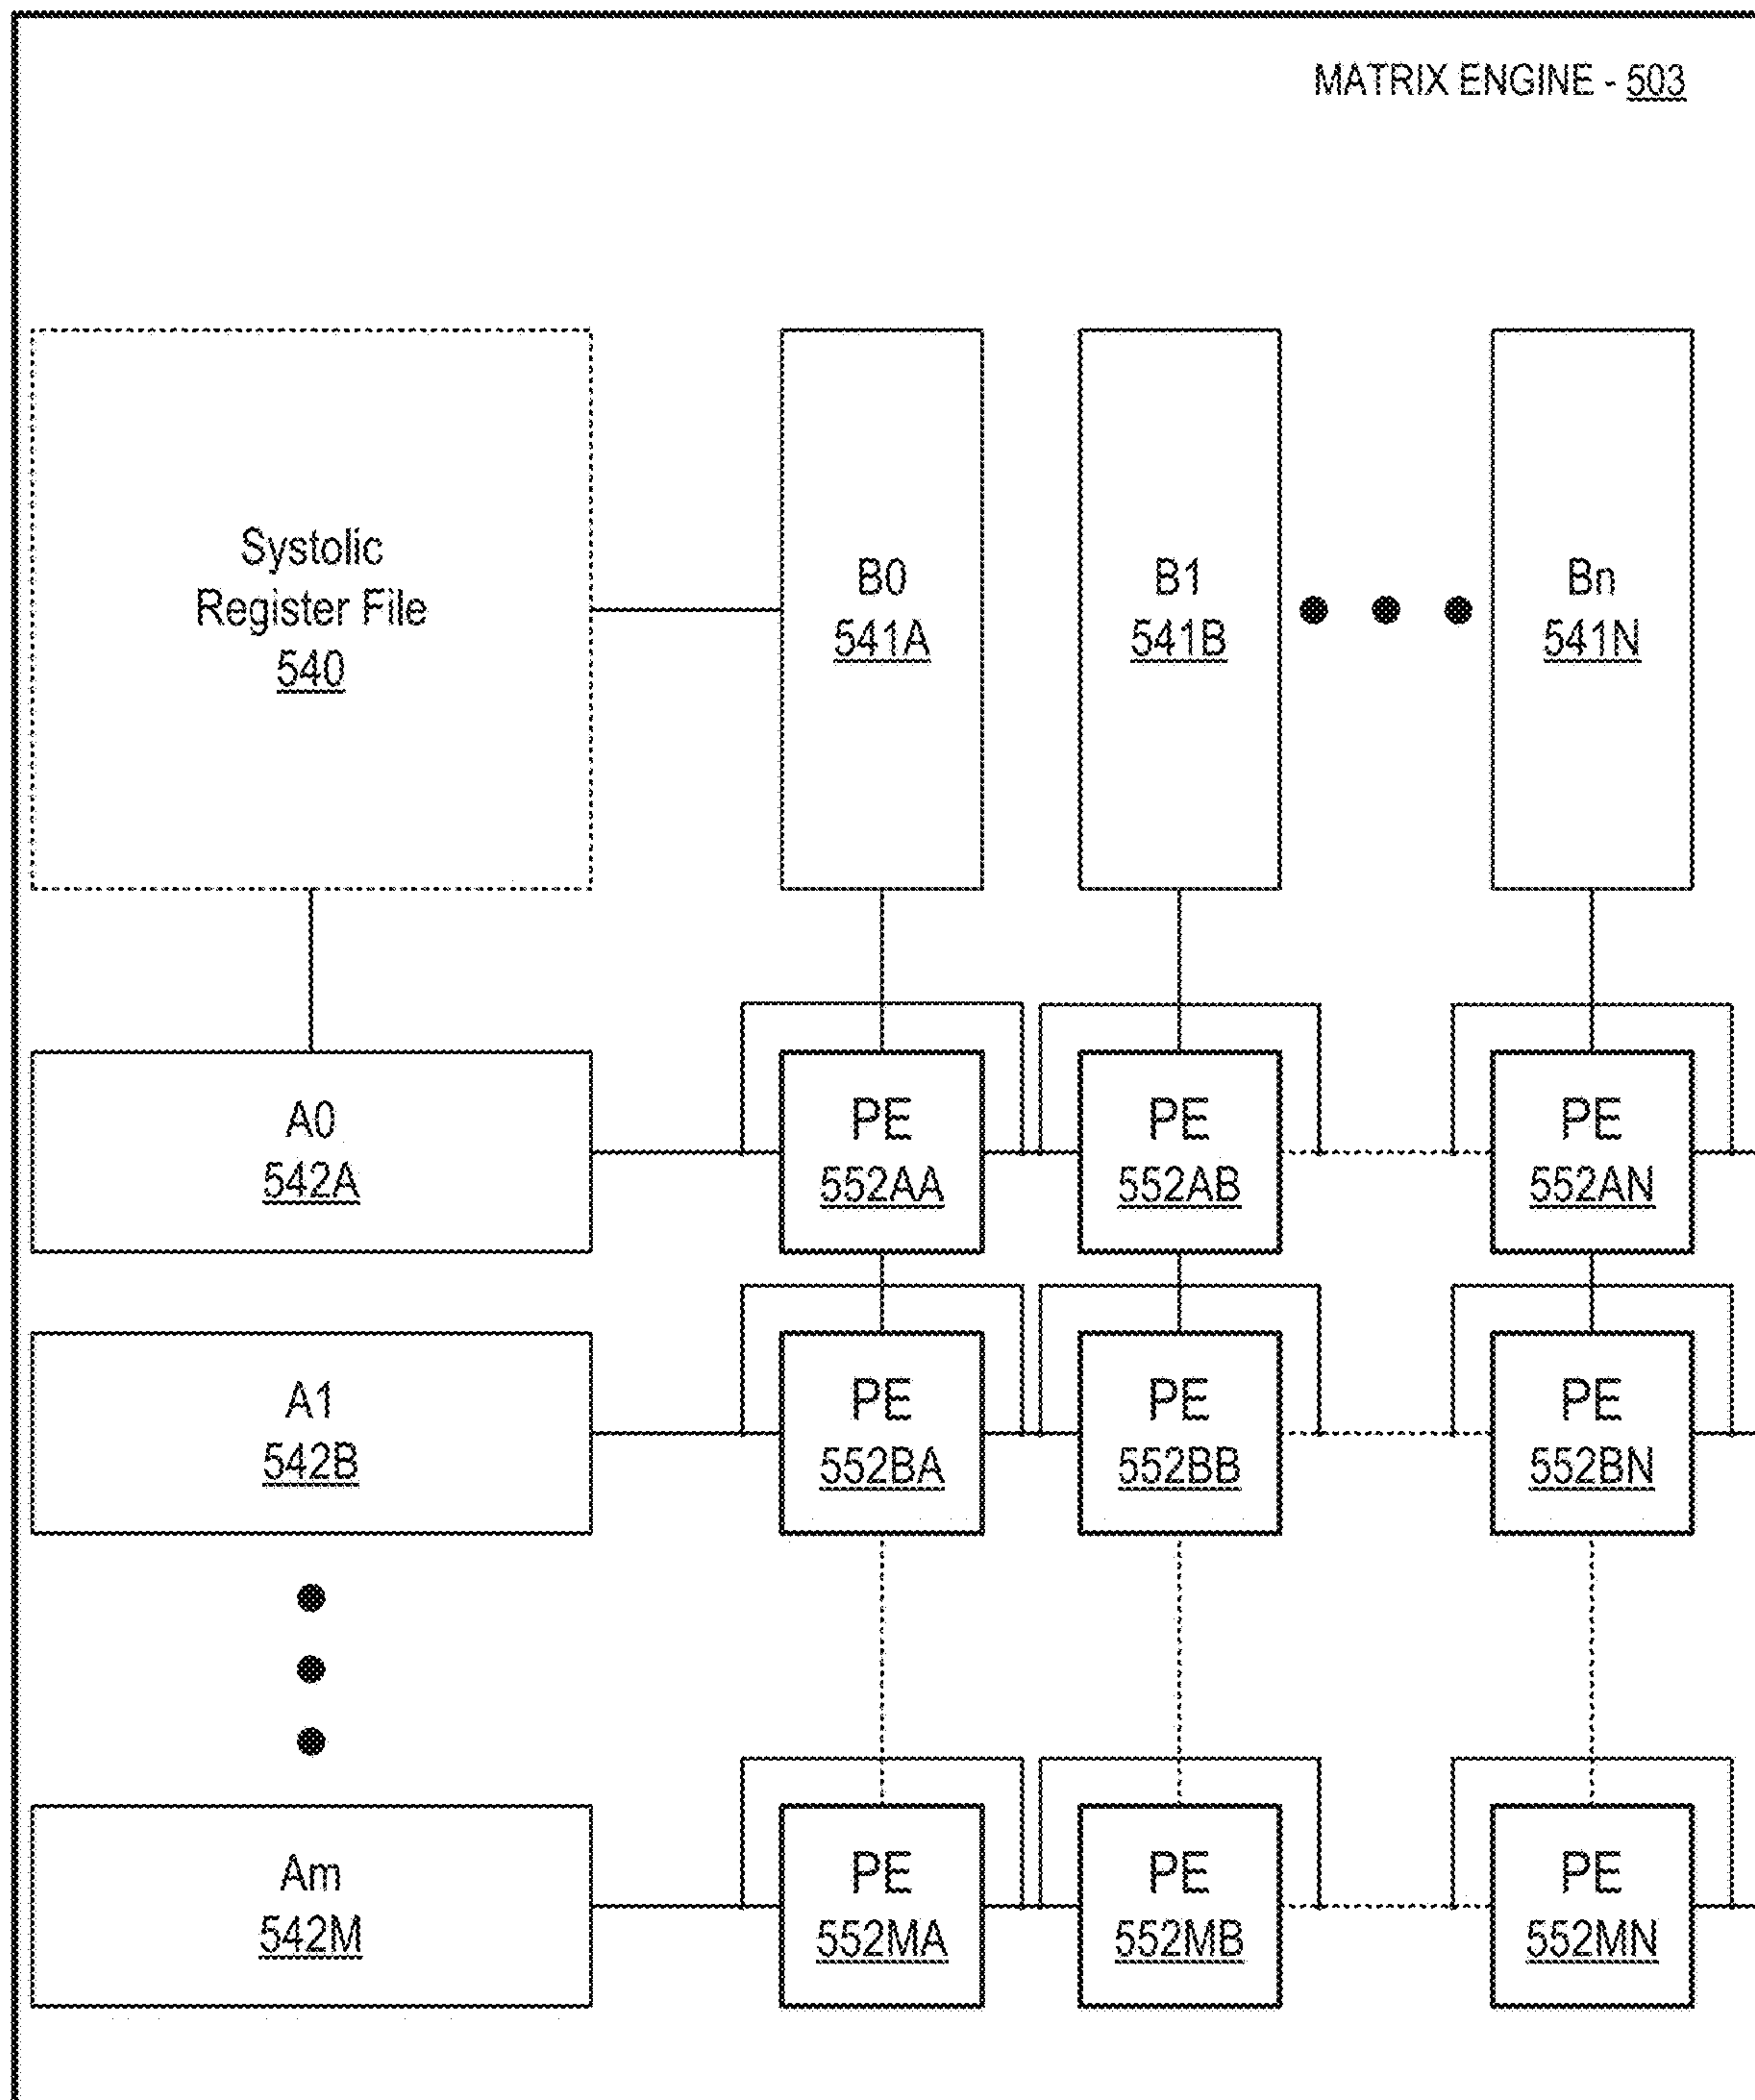 MATRIX ENGINE - 503
Systolic
Register File
540
B0
541A
B1
541B
Bn
541N
A0
542A
PE
552AA
PE
552AB
PE
552AN
A1
542B
PE
552BA
PE
552BB
PE
552BN
Am
542M
PE
552MA
PE
552MB
PE
552MN